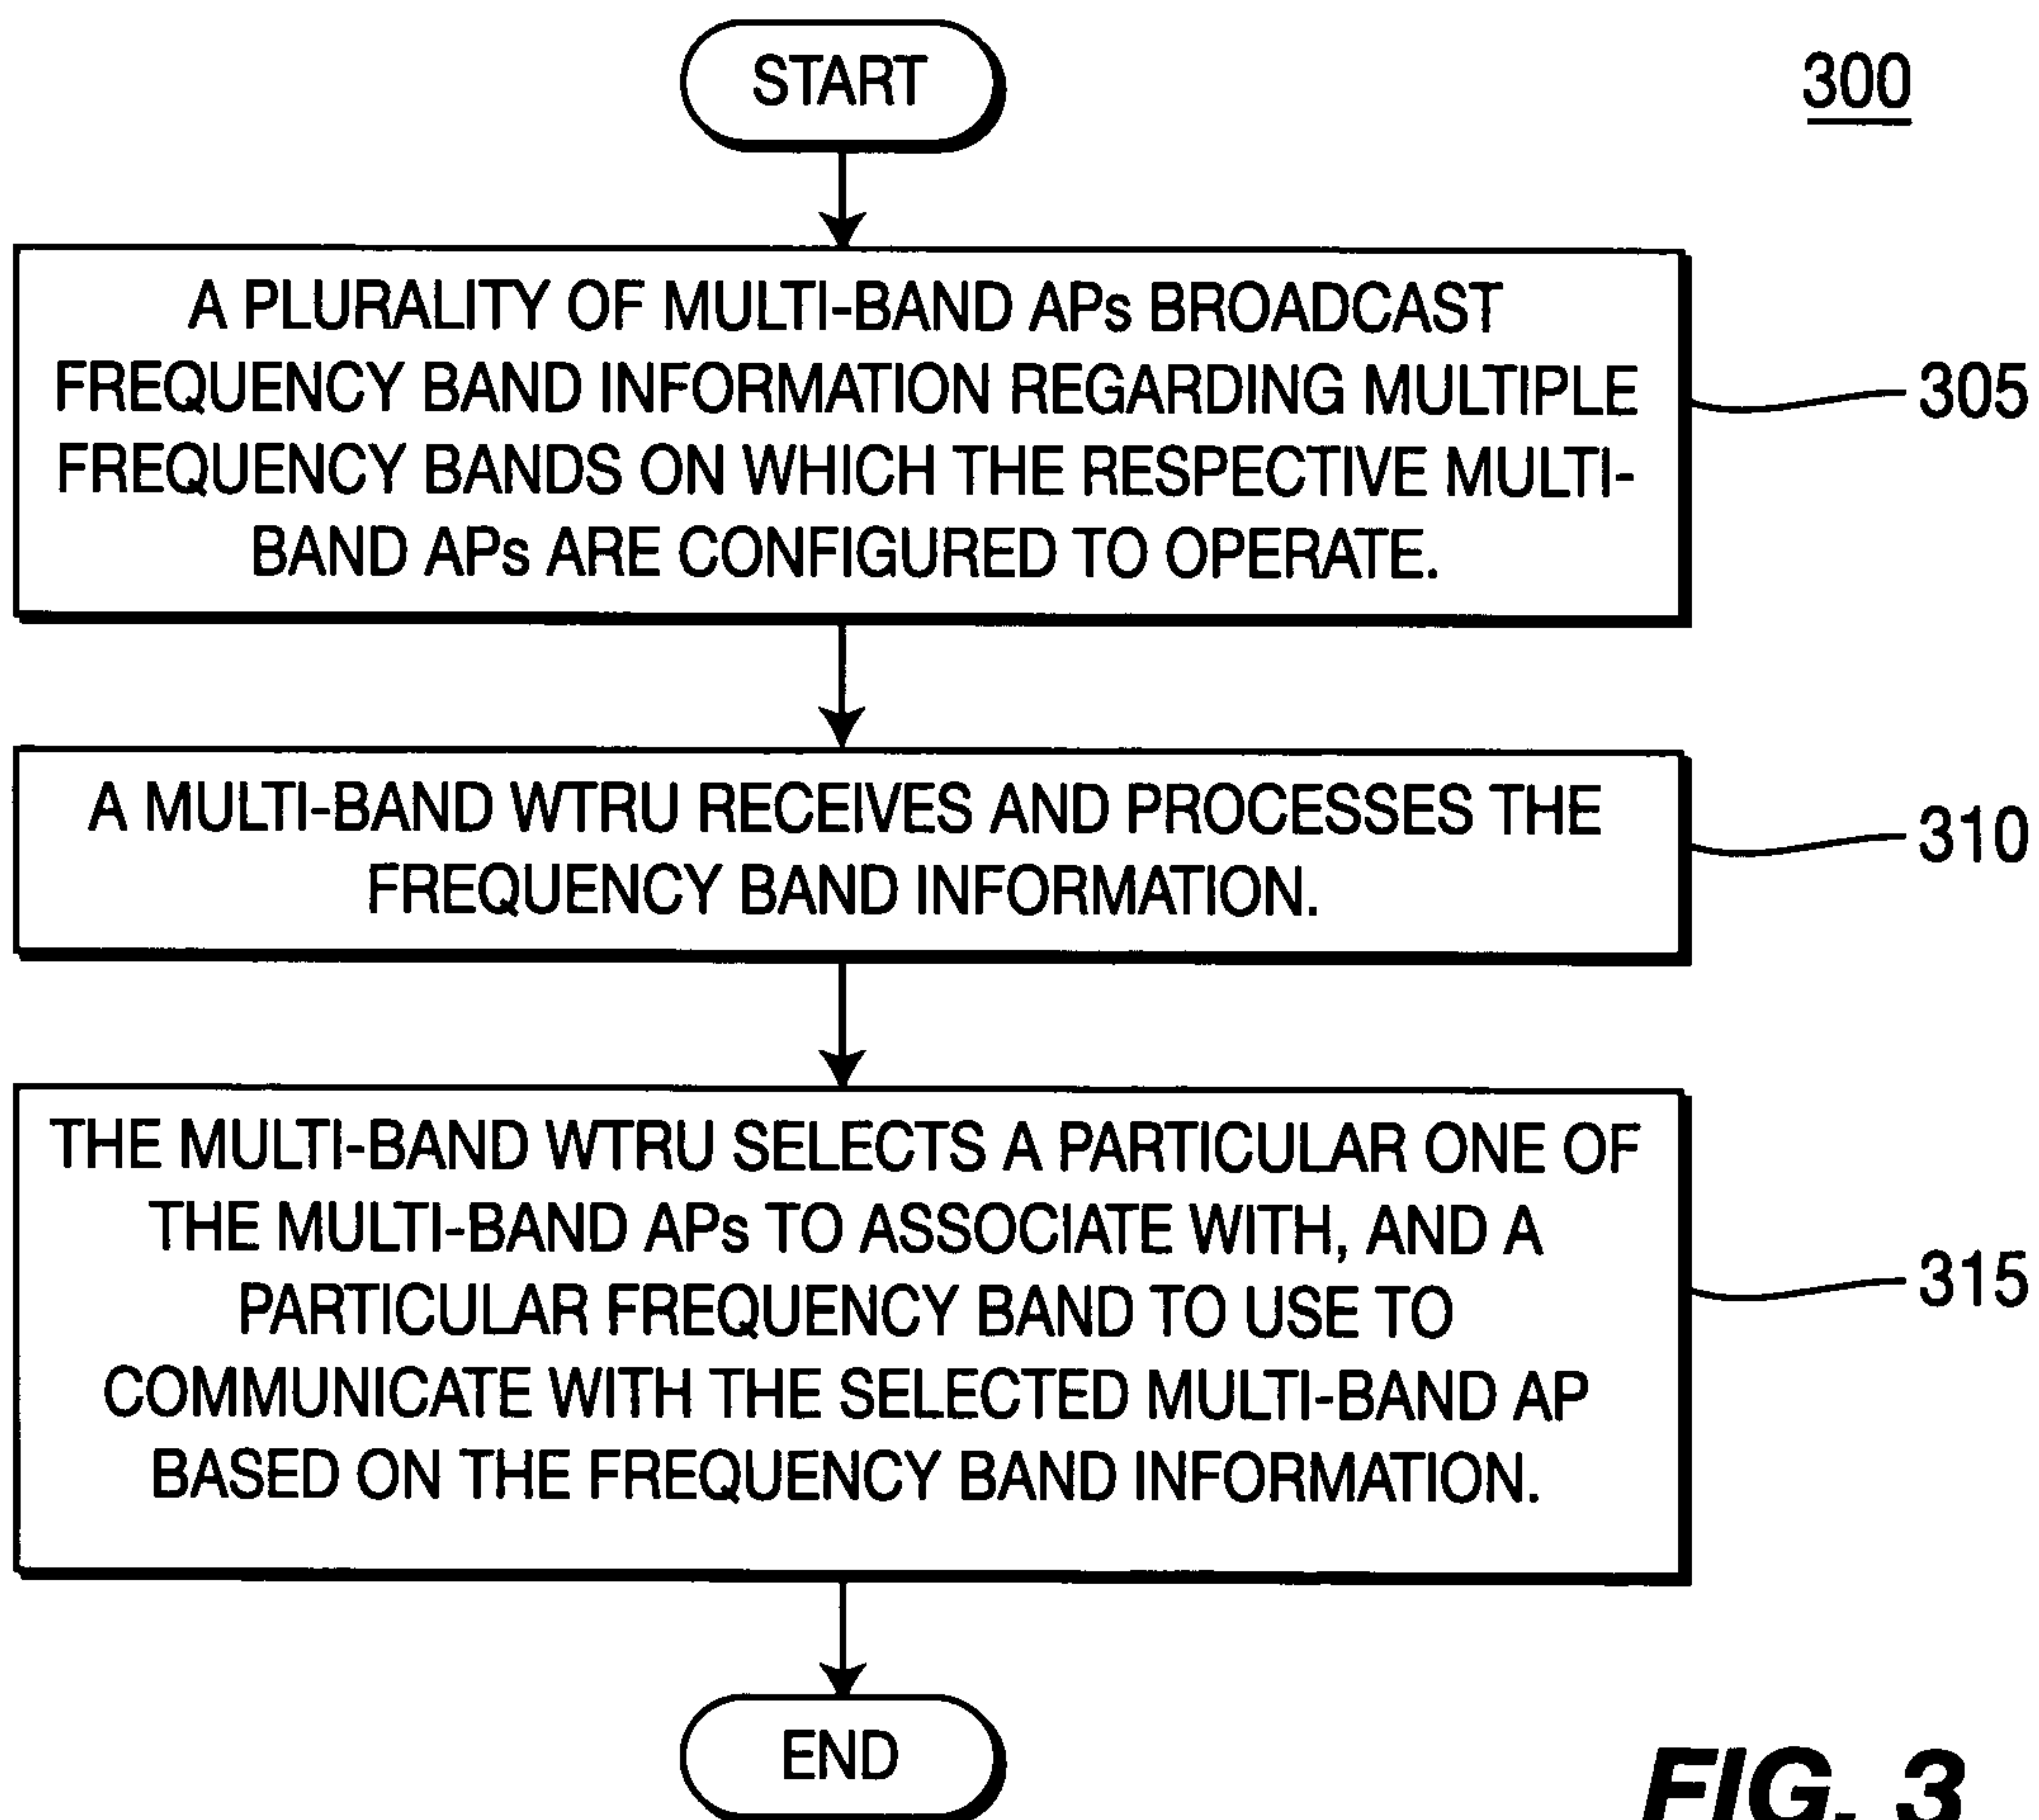 START
300
A PLURALITY OF MULTI-BAND APs BROADCAST
FREQUENCY BAND INFORMATION REGARDING MULTIPLE
FREQUENCY BANDS ON WHICH THE RESPECTIVE MULTI-
BAND APs ARE CONFIGURED TO OPERATE.
305
A MULTI-BAND WTRU RECEIVES AND PROCESSES THE
FREQUENCY BAND INFORMATION.
310
THE MULTI-BAND WTRU SELECTS A PARTICULAR ONE OF
THE MULTI-BAND APs TO ASSOCIATE WITH, AND A
PARTICULAR FREQUENCY BAND TO USE TO
COMMUNICATE WITH THE SELECTED MULTI-BAND AP
BASED ON THE FREQUENCY BAND INFORMATION.
315
END
FIG. 3